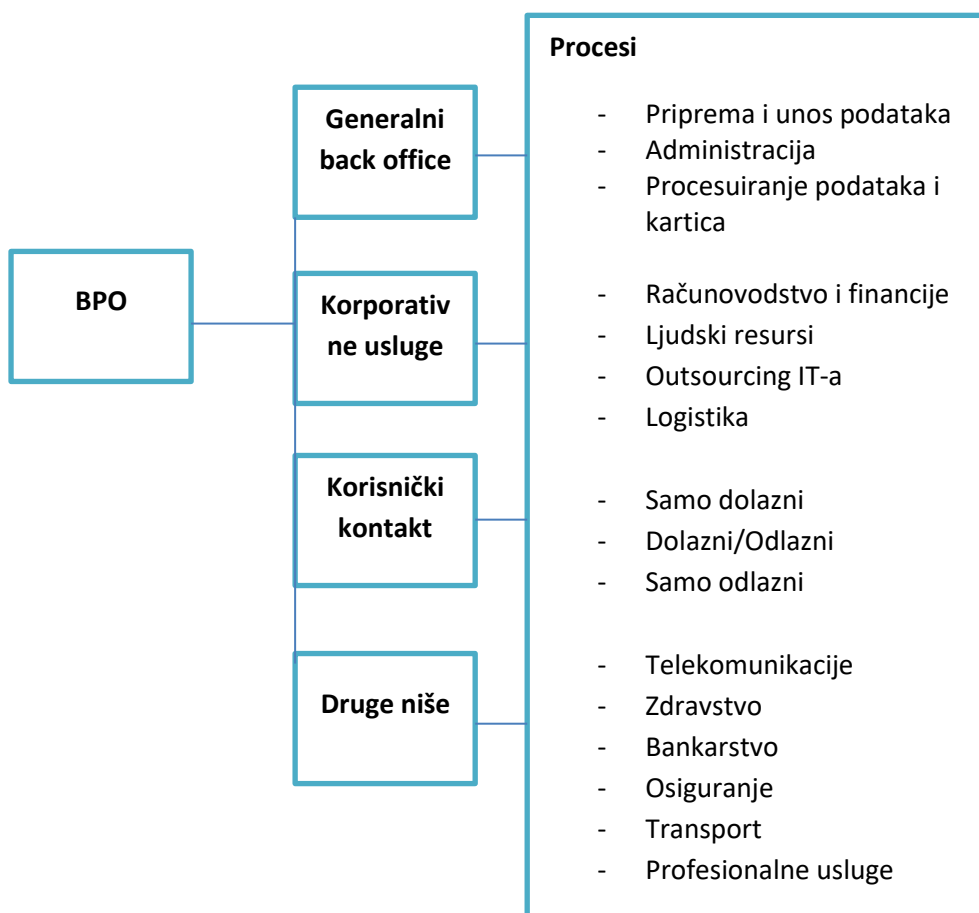 BPO
Generalni
back office
Korporativ
ne usluge
Korisnički
kontakt
Druge niše
Procesi
- Priprema i unos podataka
- Administracija
- Procesuiranje podataka i
kartica
- Računovodstvo i financije
- Ljudski resursi
- Outsourcing IT-a
- Logistika
- Samo dolazni
- Dolazni/Odlazni
- Samo odlazni
- Telekomunikacije
- Zdravstvo
- Bankarstvo
- Osiguranje
- Transport
- Profesionalne usluge